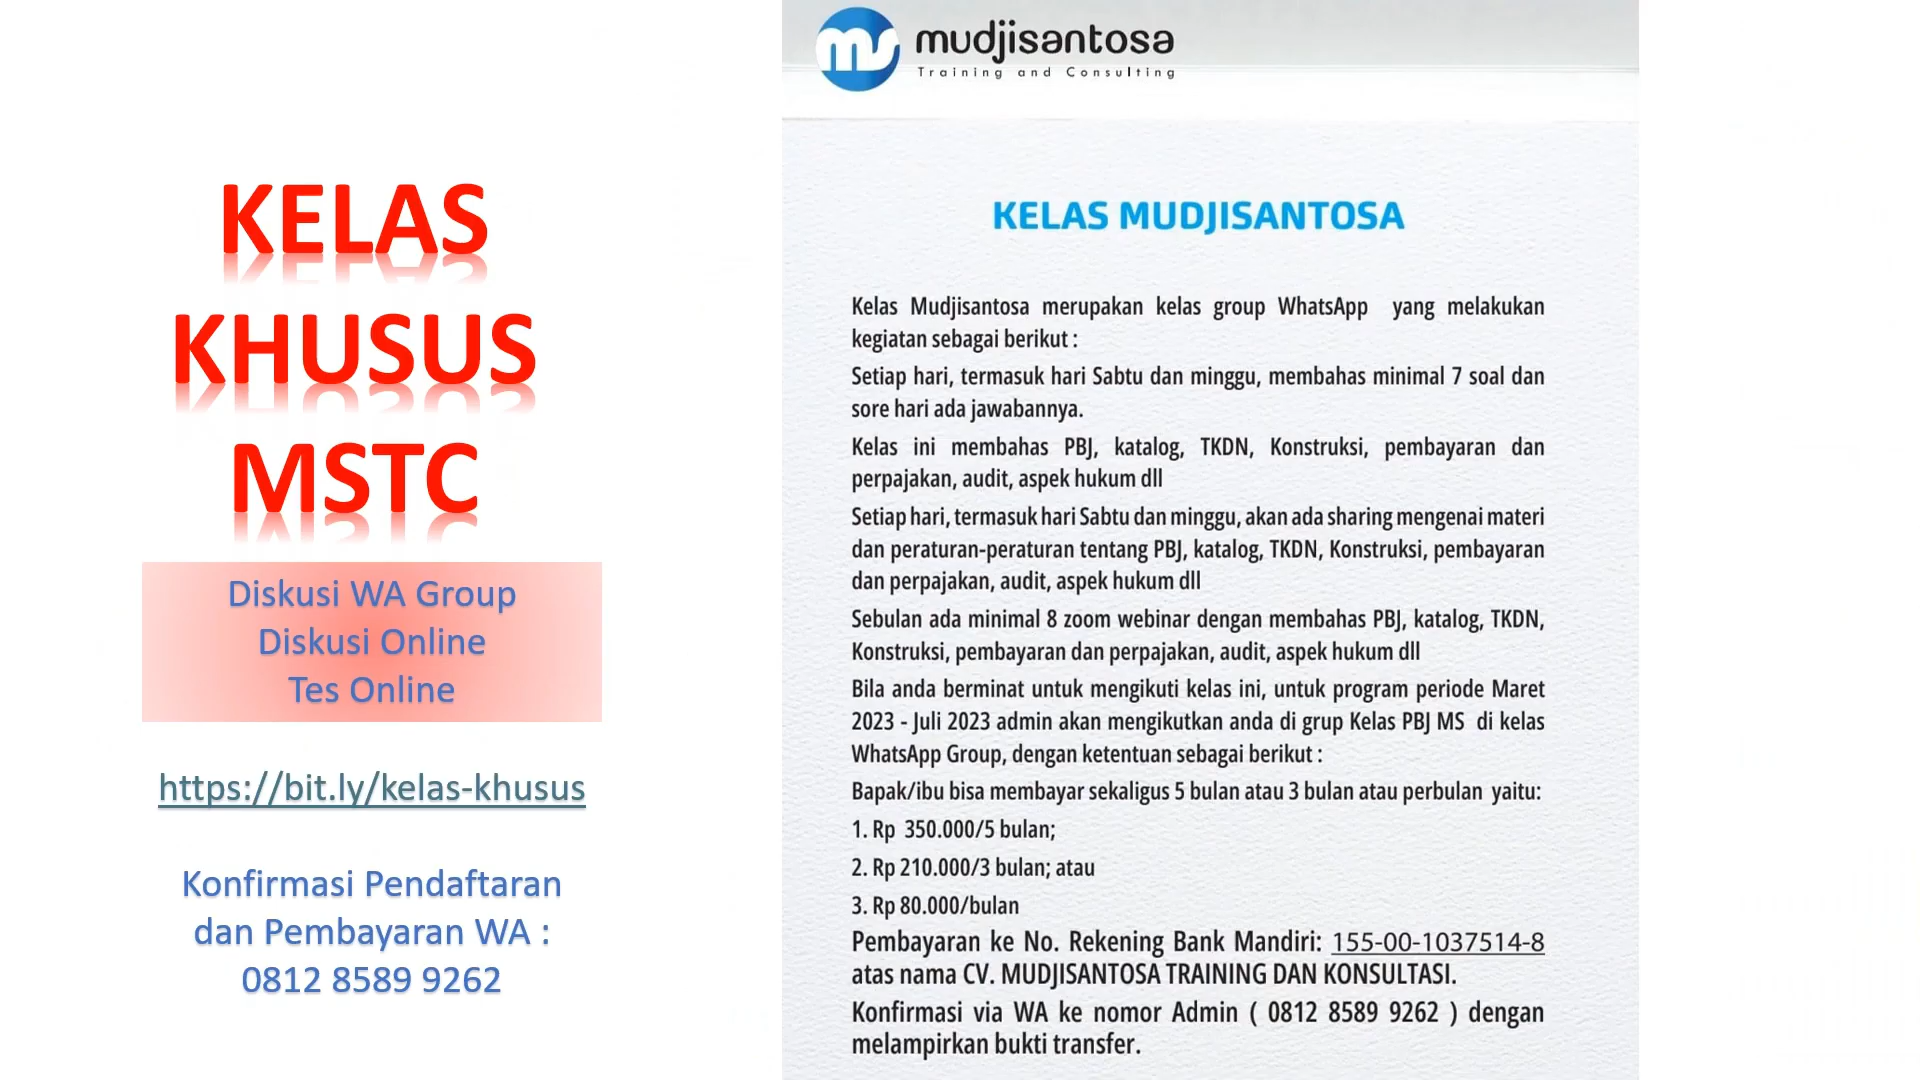 KELAS
KHUSUS
MSTC
Diskusi WA Group
Diskusi Online
Tes Online
https://bit.ly/kelas-khusus
Konfirmasi Pendaftaran
dan Pembayaran WA :
0812 8589 9262
ms mudjisantosa
Training and Consulting
KELAS MUDJISANTOSA
Kelas Mudjisantosa merupakan kelas group WhatsApp yang melakukan
kegiatan sebagai berikut :
Setiap hari, termasuk hari Sabtu dan minggu, membahas minimal 7 soal dan
sore hari ada jawabannya.
Kelas ini membahas PBJ, katalog, TKDN, Konstruksi, pembayaran dan
perpajakan, audit, aspek hukum dll
Setiap hari, termasuk hari Sabtu dan minggu, akan ada sharing mengenai materi
dan peraturan-peraturan tentang PBJ, katalog, TKDN, Konstruksi, pembayaran
dan perpajakan, audit, aspek hukum dll
Sebulan ada minimal 8 zoom webinar dengan membahas PBJ, katalog, TKDN,
Konstruksi, pembayaran dan perpajakan, audit, aspek hukum dll
Bila anda berminat untuk mengikuti kelas ini, untuk program periode Maret
2023 - Juli 2023 admin akan mengikutkan anda di grup Kelas PBJ MS di kelas
WhatsApp Group, dengan ketentuan sebagai berikut :
Bapak/ibu bisa membayar sekaligus 5 bulan atau 3 bulan atau perbulan yaitu:
1. Rp 350.000/5 bulan;
2. Rp 210.000/3 bulan; atau
3. Rp 80.000/bulan
Pembayaran ke No. Rekening Bank Mandiri: 155-00-1037514-8
atas nama CV. MUDJISANTOSA TRAINING DAN KONSULTASI.
Konfirmasi via WA ke nomor Admin ( 0812 8589 9262 ) dengan
melampirkan bukti transfer.